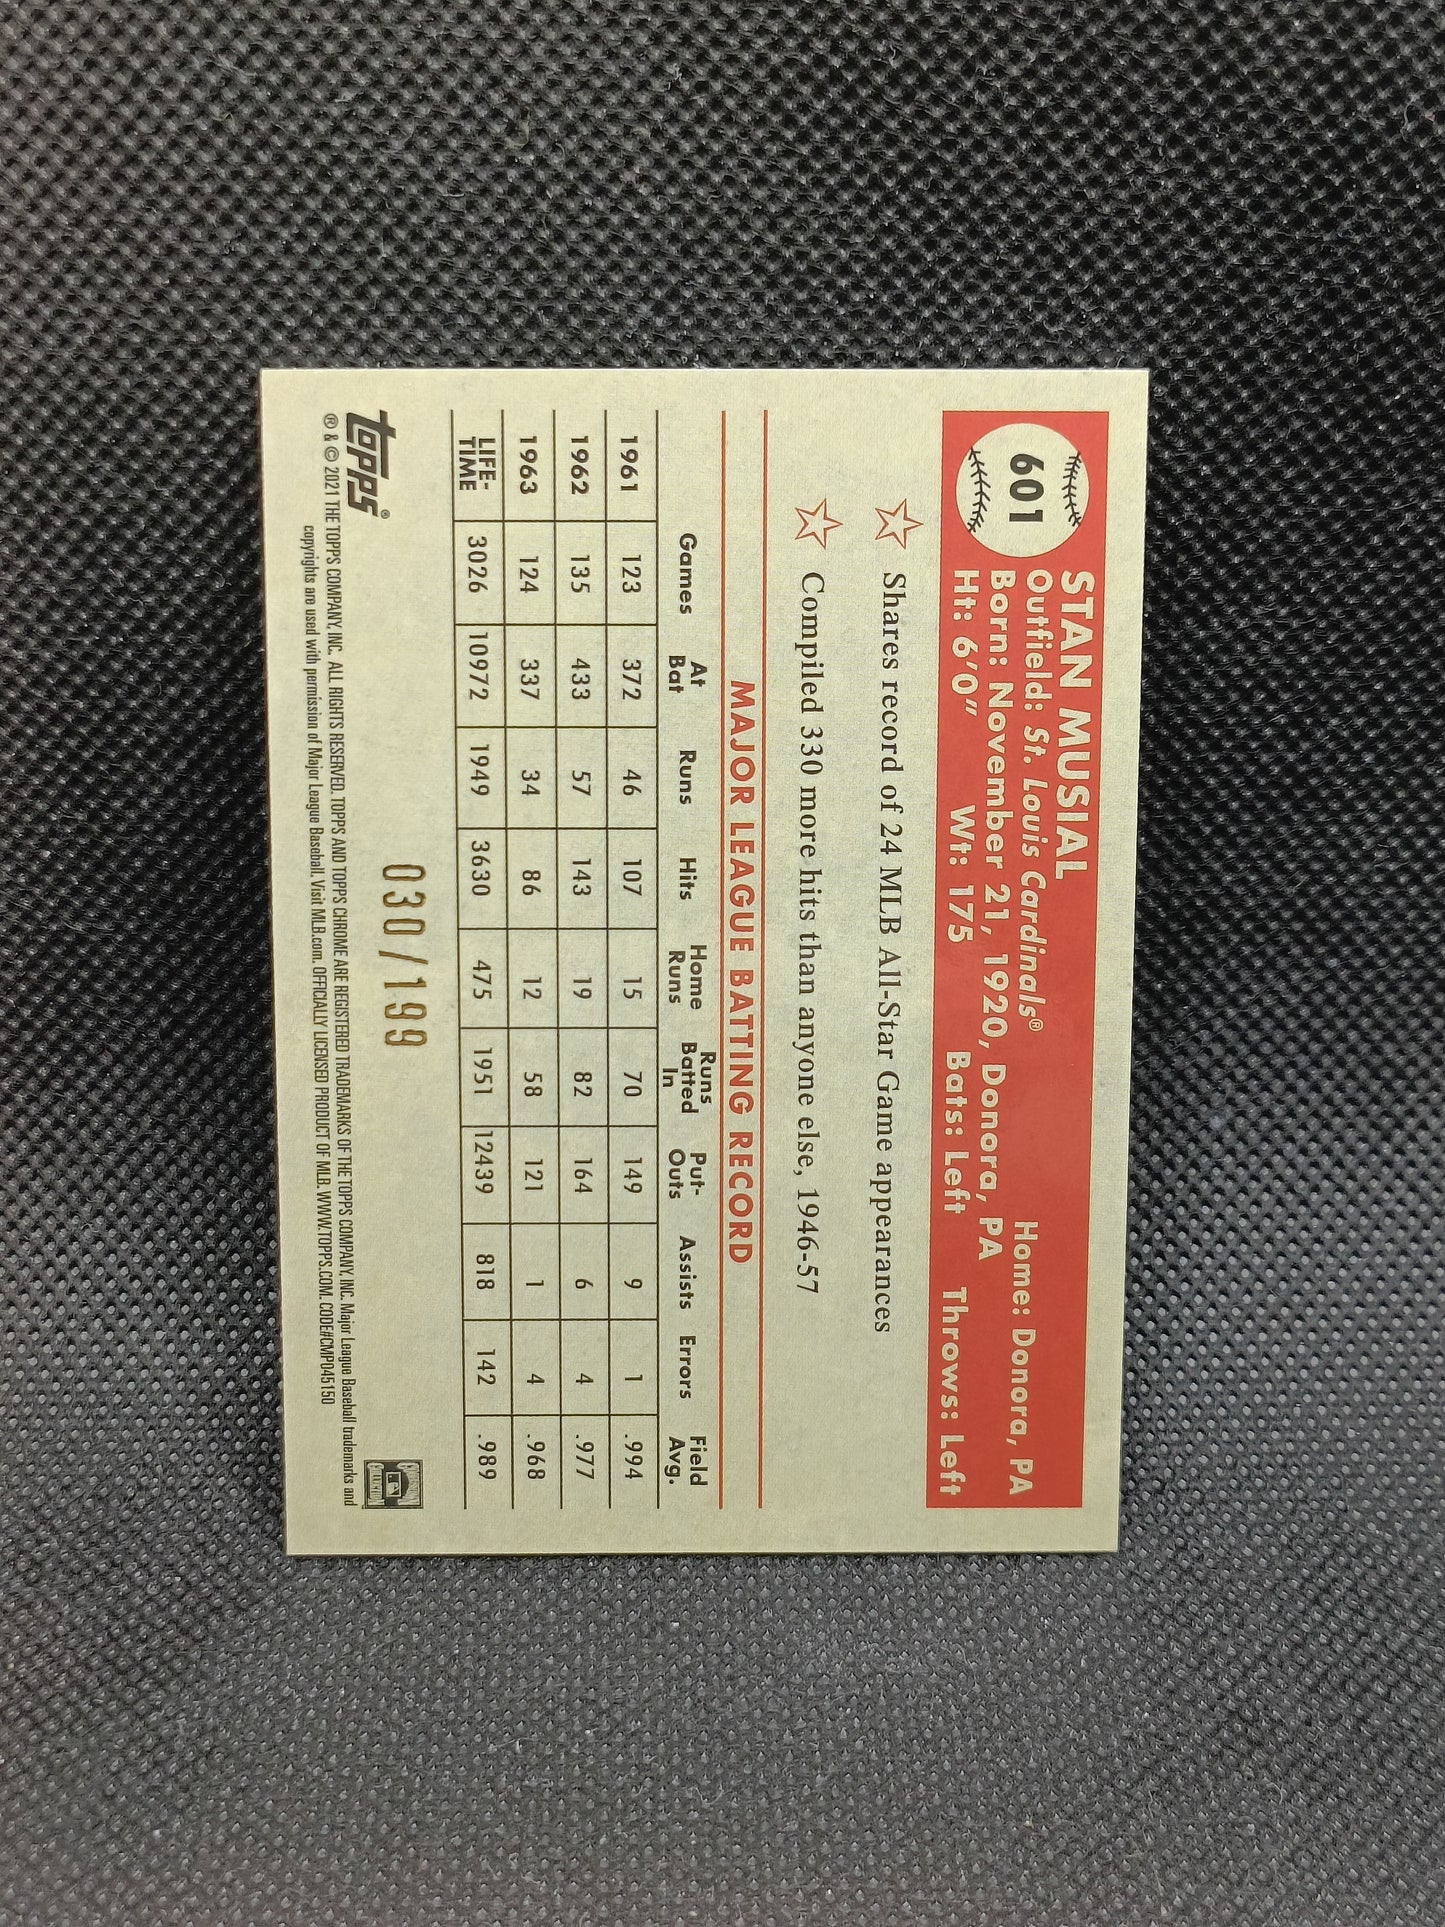 601
STAN MUSIAL
Outfield: St. Louis Cardinals® Home: Donora, PA
Born: November 21, 1920, Donora, PA
Ht: 6'0" Wt: 175 Bats: Left Throws: Left
Shares record of 24 MLB All-Star Game appearances
Compiled 330 more hits than anyone else, 1946-57
MAJOR LEAGUE BATTING RECORD
Games At Bat Runs Hits Home Runs Runs Batted In Put-Outs Assists Errors Field Avg.
1961 123 372 46 107 15 70 149 9 1 .994
1962 135 433 57 143 19 82 164 6 4 .977
1963 124 337 34 86 12 58 121 1 4 .968
LIFE-TIME 3026 10972 1949 3630 475 1951 12439 818 142 .989
030/199
topps®
® & © 2021 THE TOPPS COMPANY, INC. ALL RIGHTS RESERVED. TOPPS AND TOPPS CHROME ARE REGISTERED TRADEMARKS OF THE TOPPS COMPANY, INC. Major League Baseball trademarks and
copyrights are used with permission of Major League Baseball. Visit MLB.com. OFFICIALLY LICENSED PRODUCT OF MLB. WWW.TOPPS.COM. CODE#CMP045150